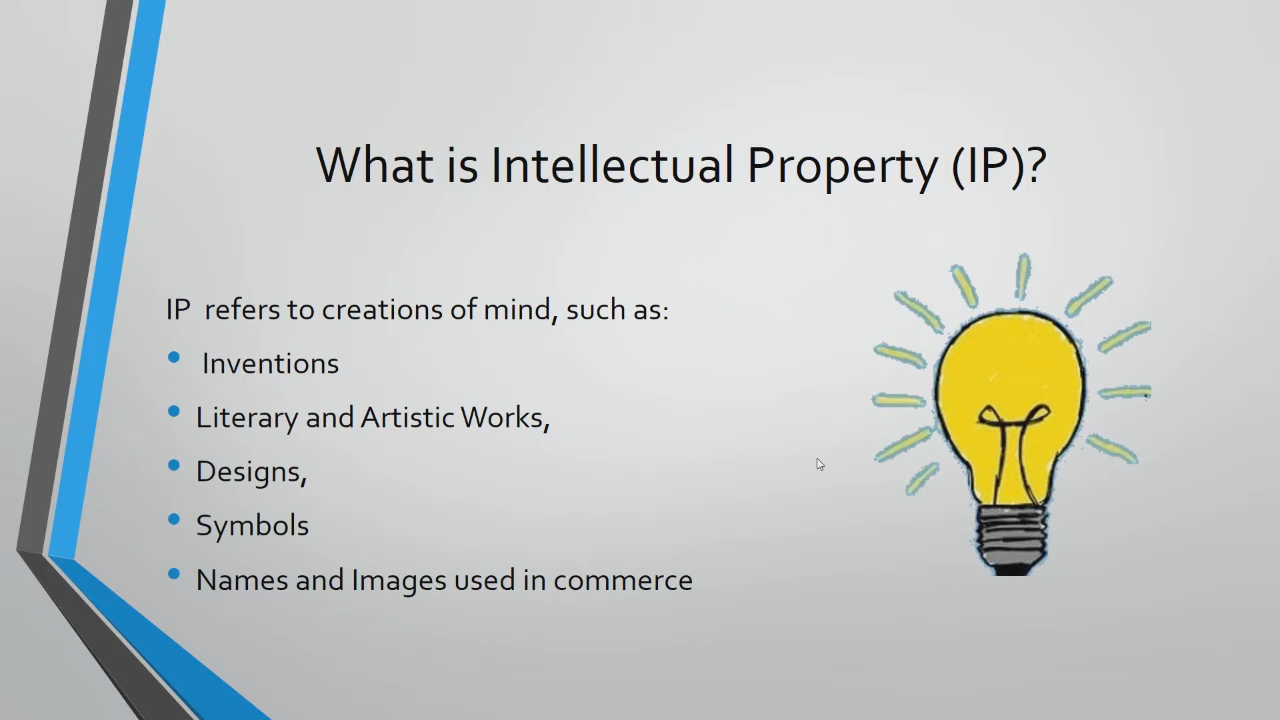 What is Intellectual Property (IP)?
IP  refers to creations of mind, such as:
• Inventions
• Literary and Artistic Works,
• Designs,
• Symbols
• Names and Images used in commerce